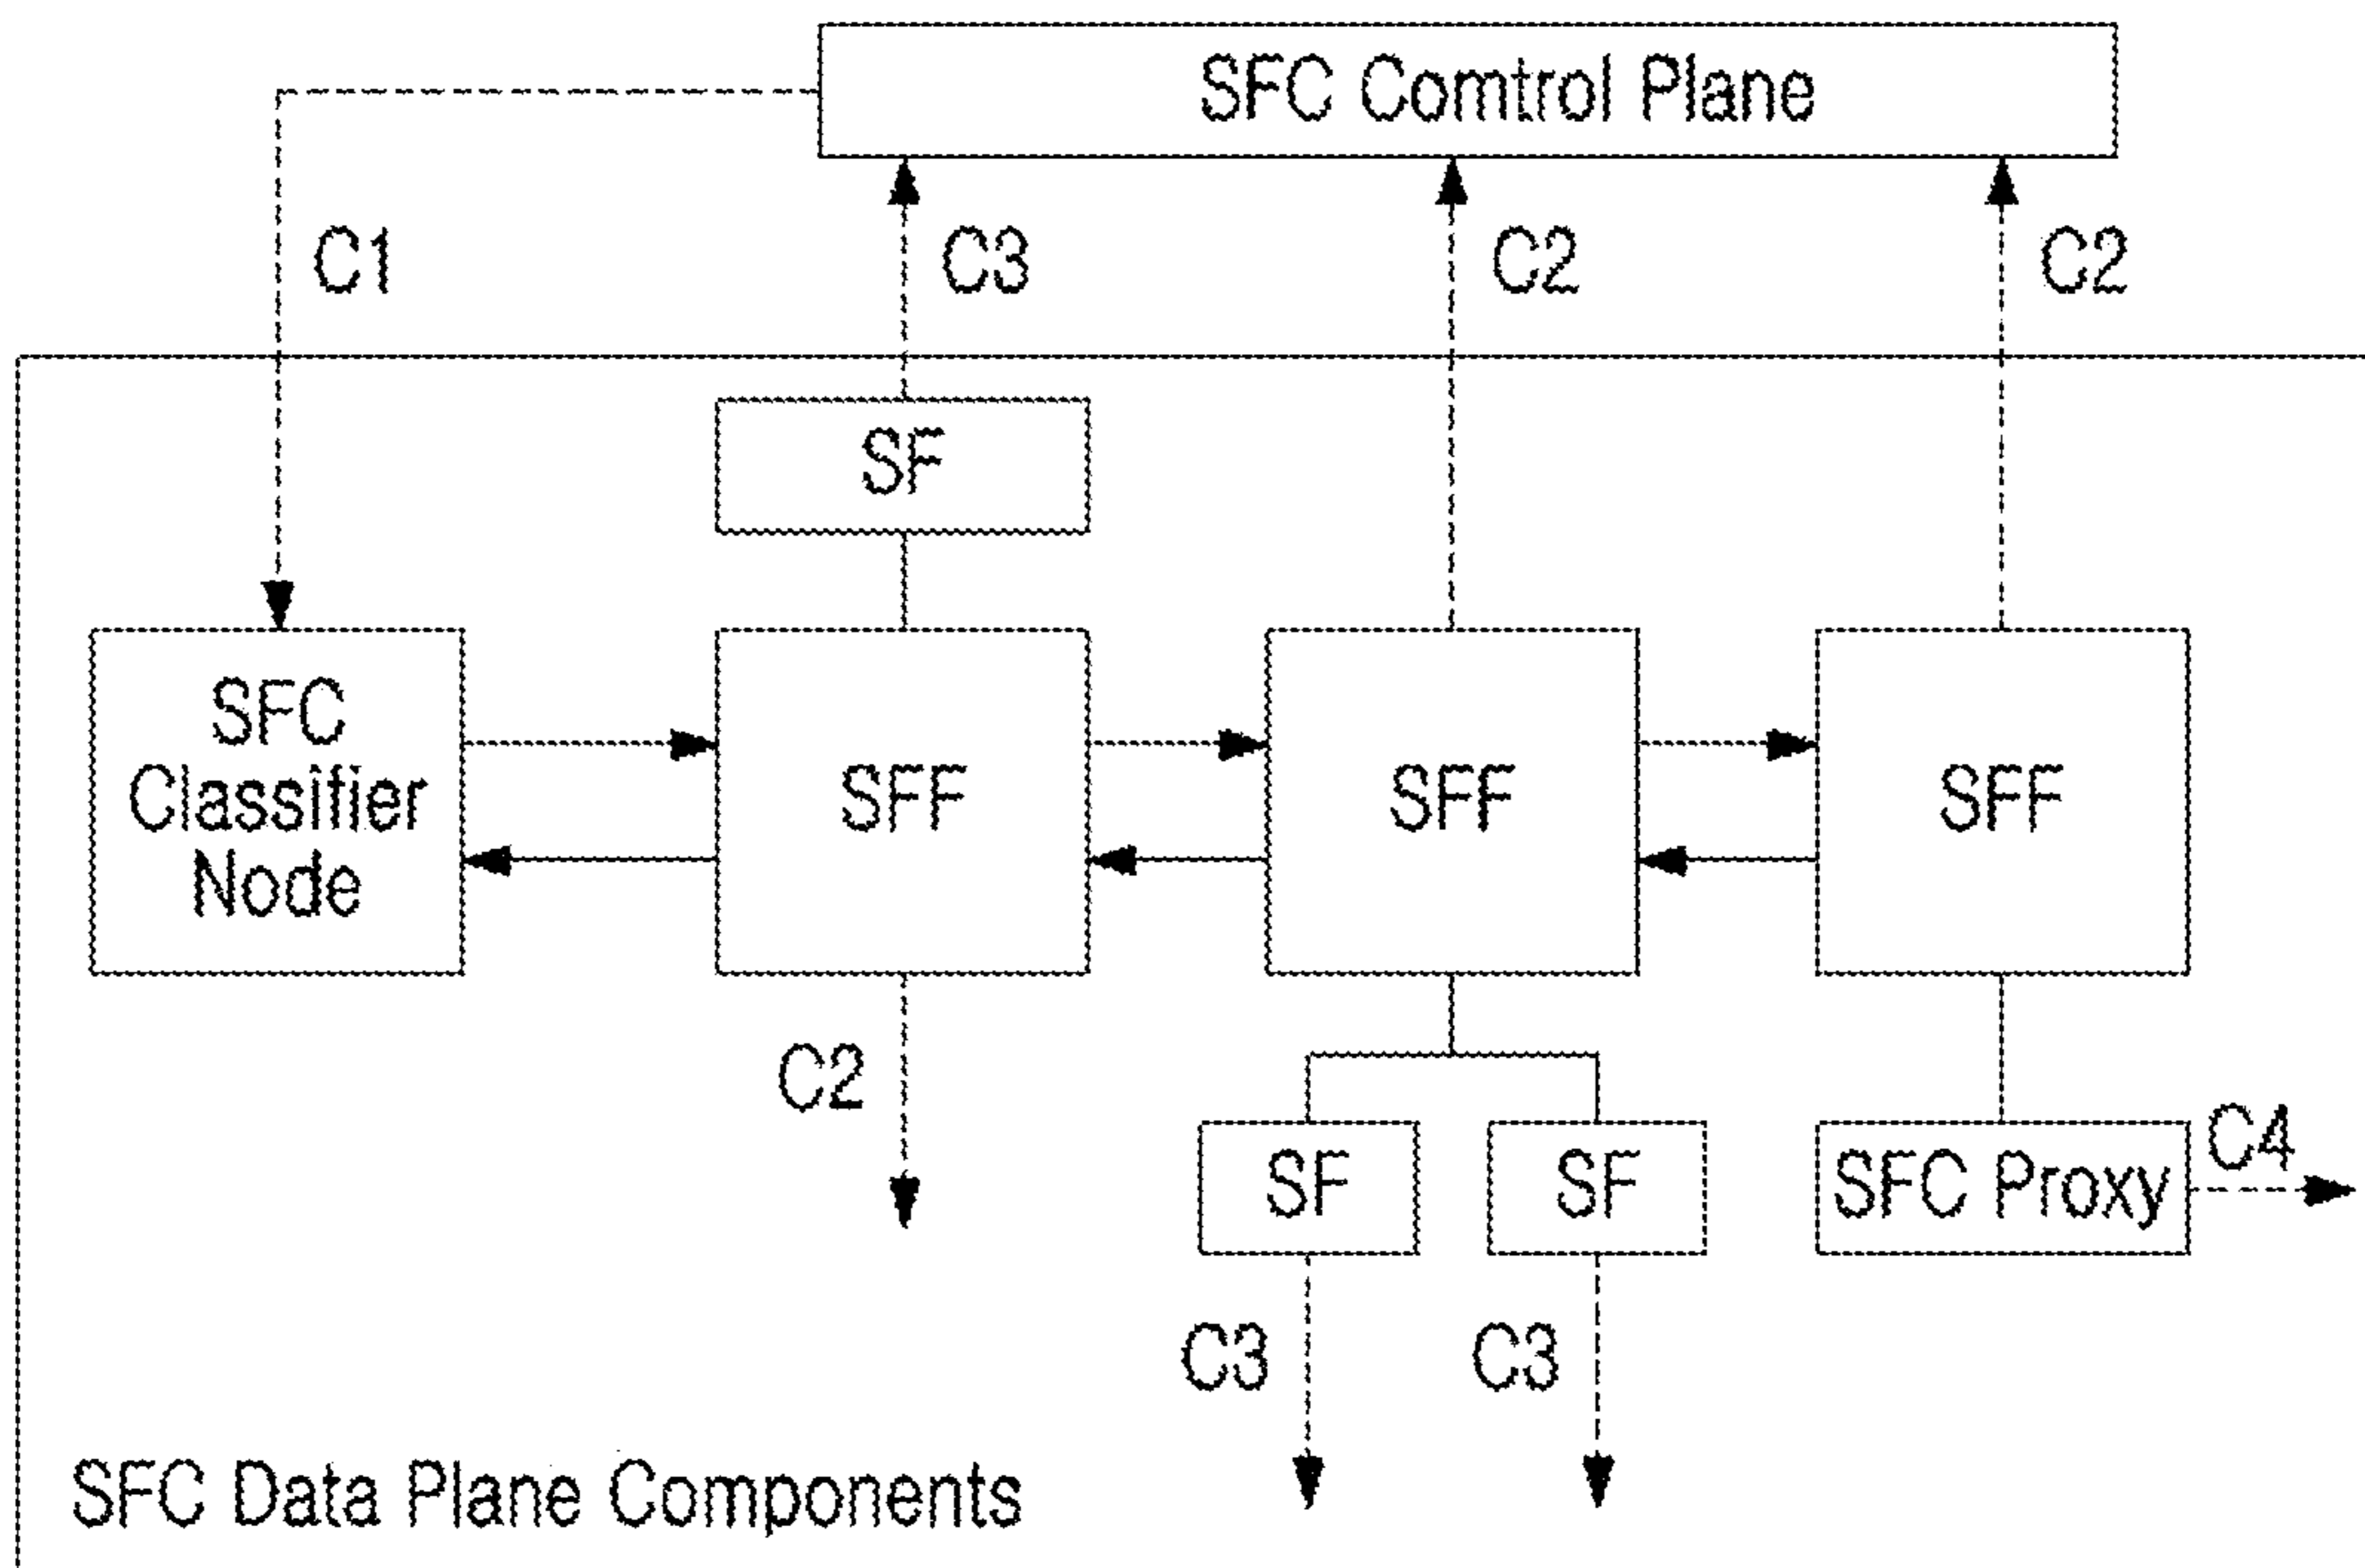 SFC Comtrol Plane
C1
C3
C2
C2
SF
SFC
Classifier
Node
SFF
SFF
SFF
C2
SF
SF
SFC Proxy
C4
C3
C3
SFC Data Plane Components